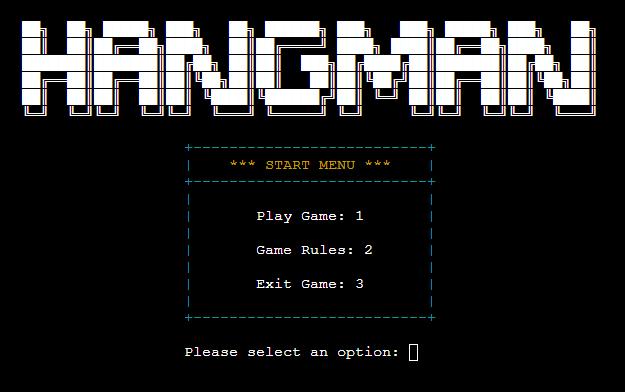 HANGMAN
*** START MENU ***
Play Game: 1
Game Rules: 2
Exit Game: 3
Please select an option: